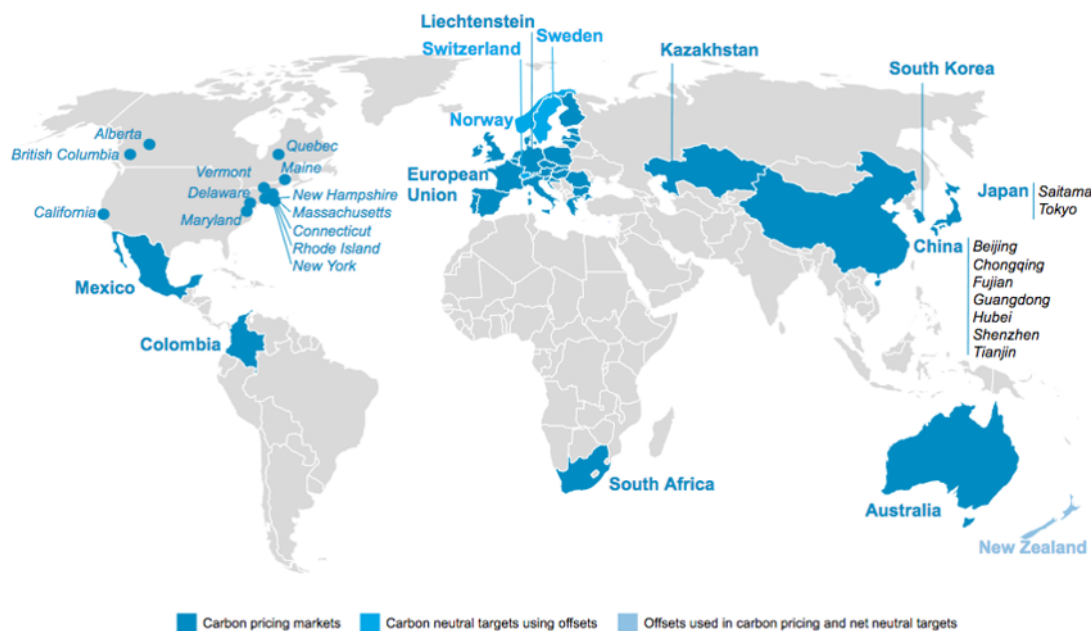 Liechtenstein
Sweden
Switzerland
Kazakhstan
South Korea
Alberta
British Columbia
Quebec
Norway
Vermont
Maine
European
Union
Delaware
New Hampshire
California
Maryland
Massachusetts
Connecticut
Rhode Island
New York
Japan
Saitama
Tokyo
China
Beijing
Chongqing
Fujian
Guangdong
Hubei
Shenzhen
Tianjin
Mexico
Colombia
South Africa
Australia
New Zealand
Carbon pricing markets
Carbon neutral targets using offsets
Offsets used in carbon pricing and net neutral targets